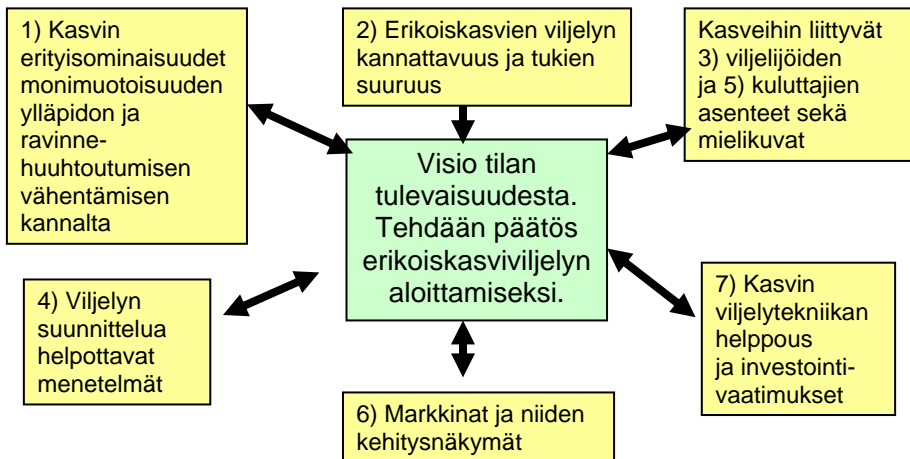 1) Kasvin
erityisominaisuudet
monimuotoisuuden
ylläpidon ja
ravinne-
huuhtoutumisen
vähentämisen
kannalta
2) Erikoiskasvien viljelyn
kannattavuus ja tukien
suuruus
Kasveihin liittyvät
3) viljelijöiden
ja 5) kuluttajien
asenteet sekä
mielikuvat
Visio tilan
tulevaisuudesta.
Tehdään päätös
erikoiskasviviljelyn
aloittamiseksi.
4) Viljelyn
suunnittelua
helpottavat
menetelmät
6) Markkinat ja niiden
kehitysnäkymät
7) Kasvin
viljelytekniikan
helppous
ja investointi-
vaatimukset